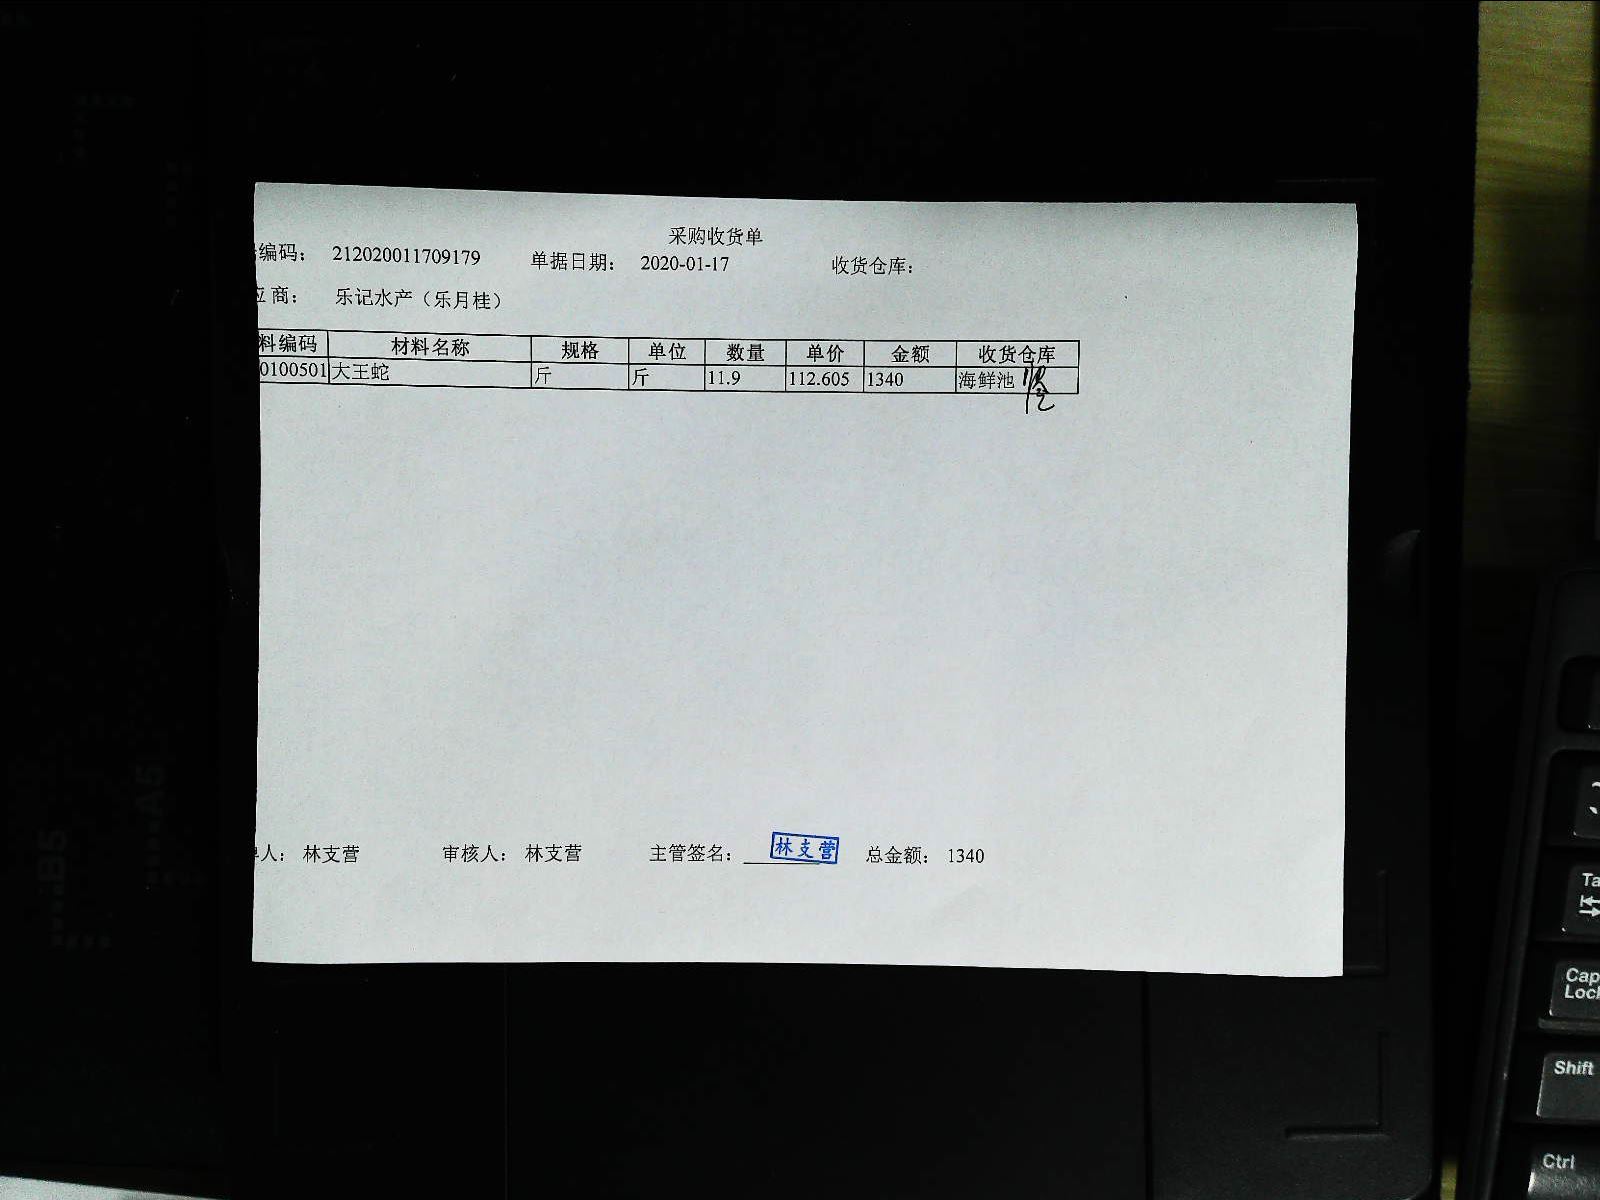 采购收货单
编码： 212020011709179 单据日期： 2020-01-17 收货仓库：
应商： 乐记水产（乐月桂）
料编码 材料名称 规格 单位 数量 单价 金额 收货仓库
0100501 大王蛇 斤 斤 11.9 112.605 1340 海鲜池
人： 林支营 审核人： 林支营 主管签名： 林支营 总金额： 1340
B5
A5
Cap
Loc
Shift
Ctrl